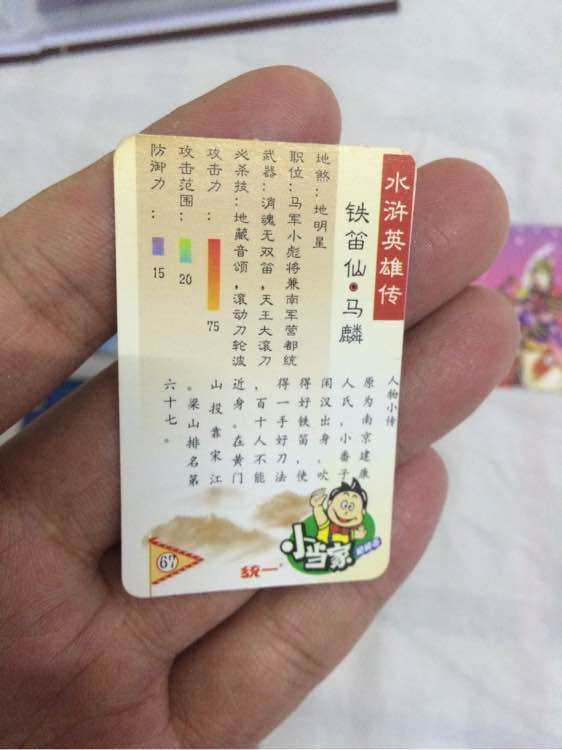 水浒英雄传
铁笛仙·马麟
地煞：地明星
职位：马军小彪将兼南军营都统
武器：消魂无双笛，天王大滚刀
必杀技：地藏音颂，滚动刀轮波
攻击力：
75
攻击范围：
20
防御力：
15
人物小传
原为南京建康
人氏，小番子
闲汉出身，吹
得好铁笛，使
得一手好刀法
，百十人不能
近身。在黄门
山投靠宋江
。梁山排名第
六十七。
67
统一
小当家